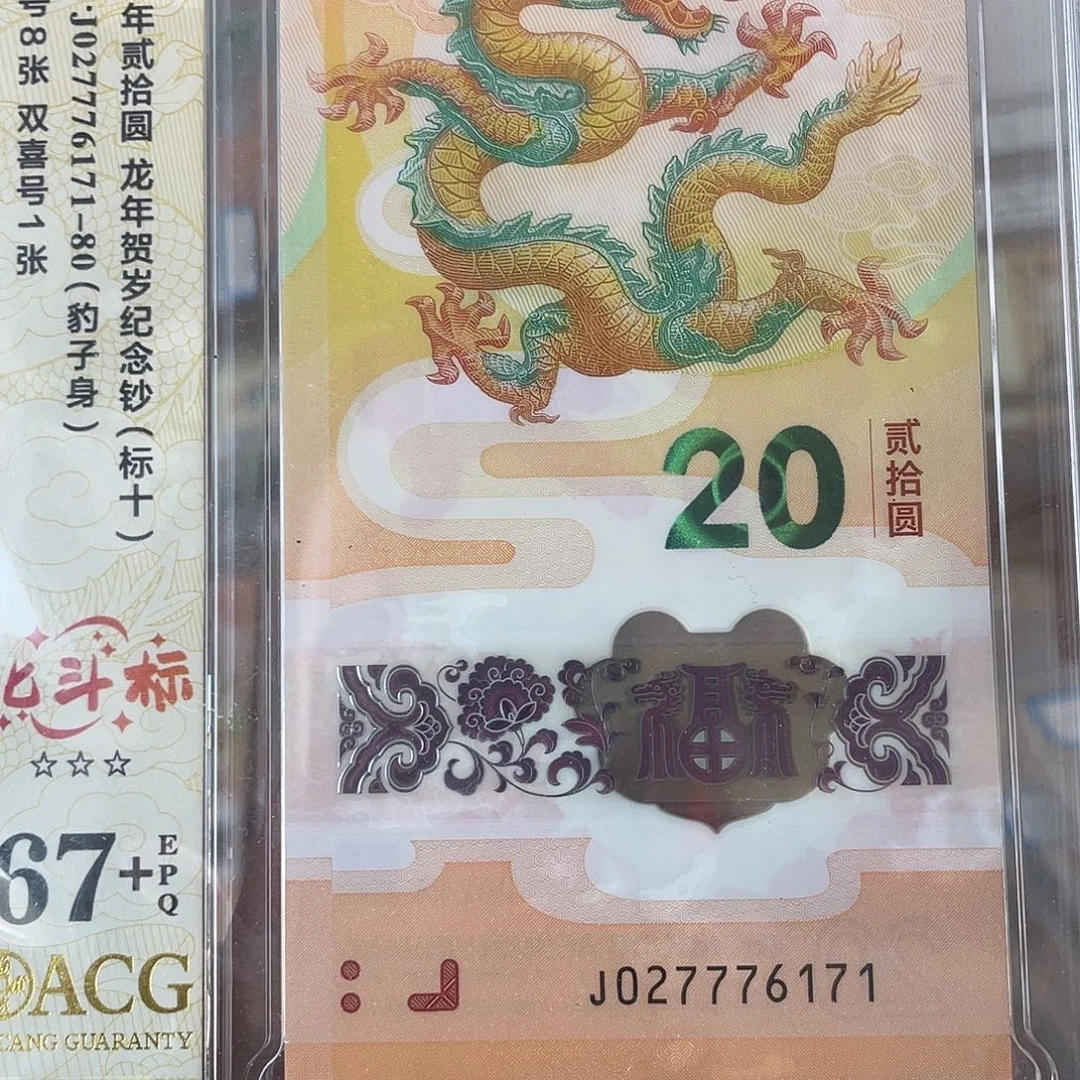 年贰拾圆 龙年贺岁纪念钞(标十)
:J027776171-80(豹子身)
号8张 双喜号1张
北斗标
☆☆☆
67+
EPQ
ACG
CANG GUARANTY
20
贰拾圆
福
J027776171